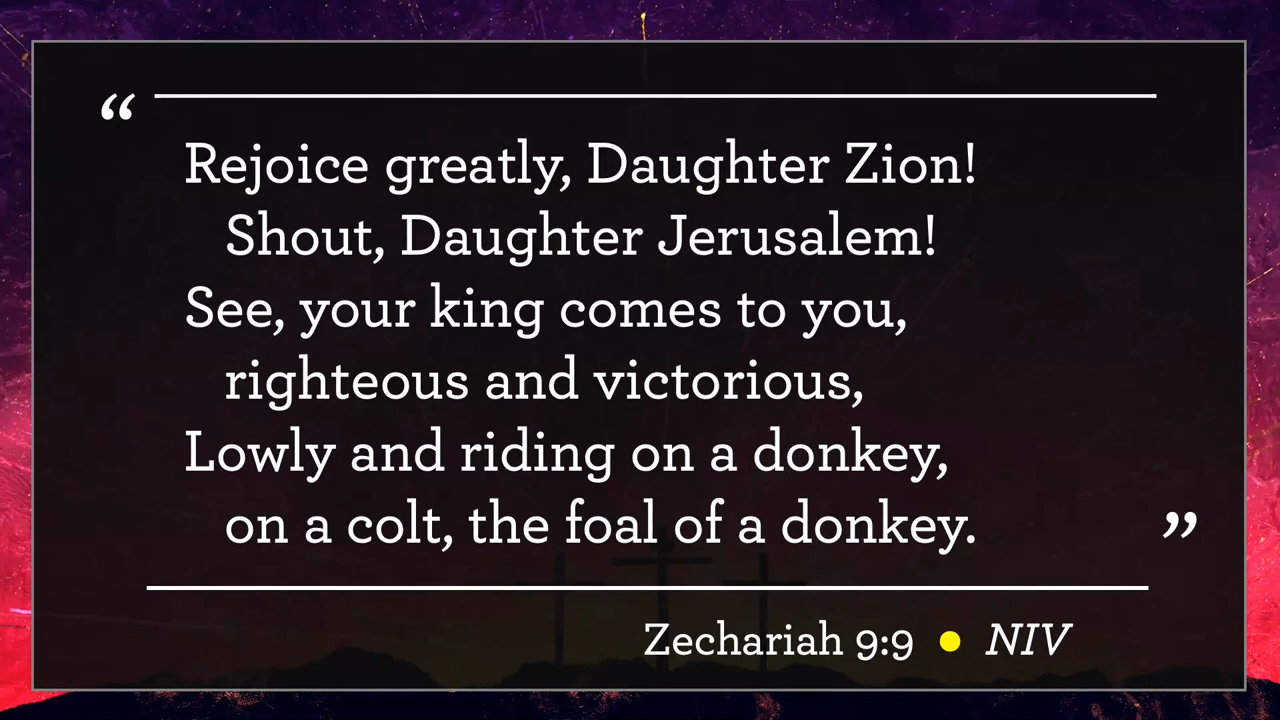 “
Rejoice greatly, Daughter Zion!
Shout, Daughter Jerusalem!
See, your king comes to you,
righteous and victorious,
Lowly and riding on a donkey,
on a colt, the foal of a donkey.
”
Zechariah 9:9 ● NIV